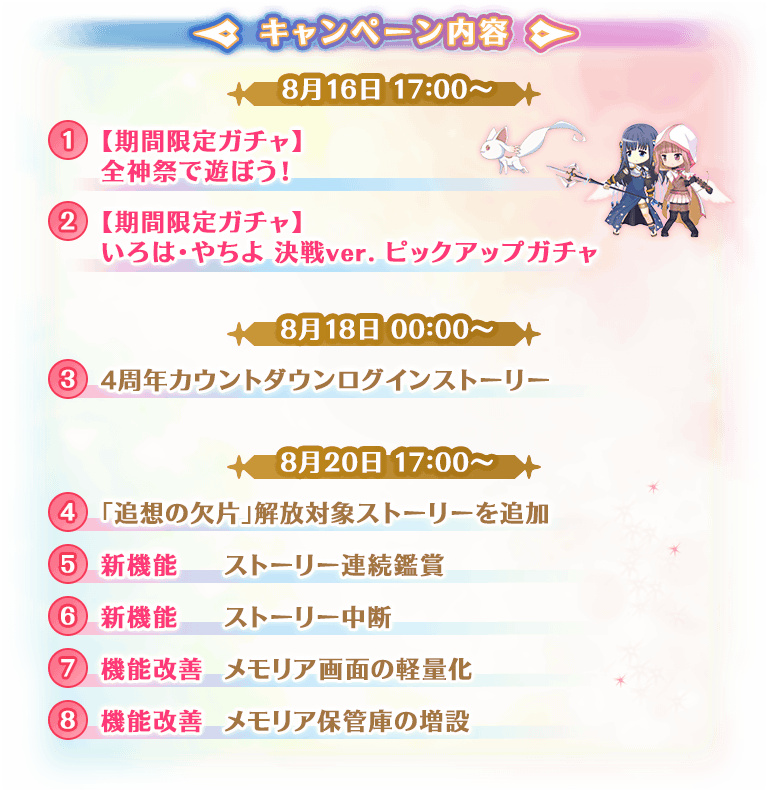 キャンペーン内容
8月16日 17:00～
1 【期間限定ガチャ】
全神祭で遊ぼう！
2 【期間限定ガチャ】
いろは・やちよ 決戦ver. ピックアップガチャ
8月18日 00:00～
3 4周年カウントダウンログインストーリー
8月20日 17:00～
4 「追想の欠片」解放対象ストーリーを追加
5 新機能 ストーリー連続鑑賞
6 新機能 ストーリー中断
7 機能改善 メモリア画面の軽量化
8 機能改善 メモリア保管庫の増設